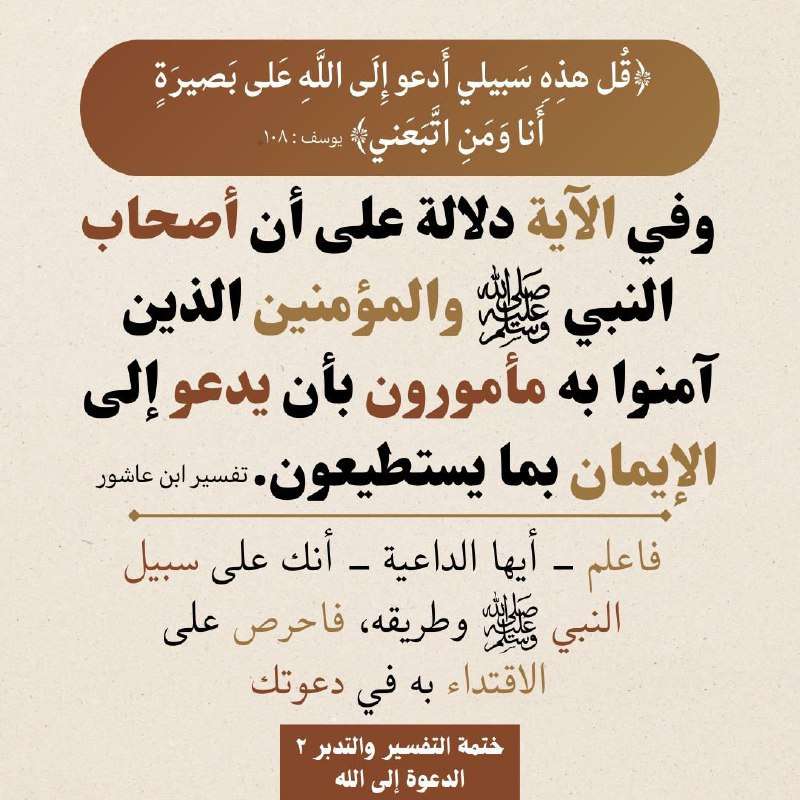 ﴿قُل هذِهِ سَبيلي أَدعو إِلَى اللَّهِ عَلى بَصيرَةٍ
أَنا وَمَنِ اتَّبَعَني﴾ يوسف : ١٠٨.
وفي الآية دلالة على أن أصحاب
النبي ﷺ والمؤمنين الذين
آمنوا به مأمورون بأن يدعو إلى
الإيمان بما يستطيعون. تفسير ابن عاشور
فاعلم – أيها الداعية – أنك على سبيل
النبي ﷺ وطريقه، فاحرص على
الاقتداء به في دعوتك
ختمة التفسير والتدبر ٢
الدعوة إلى الله